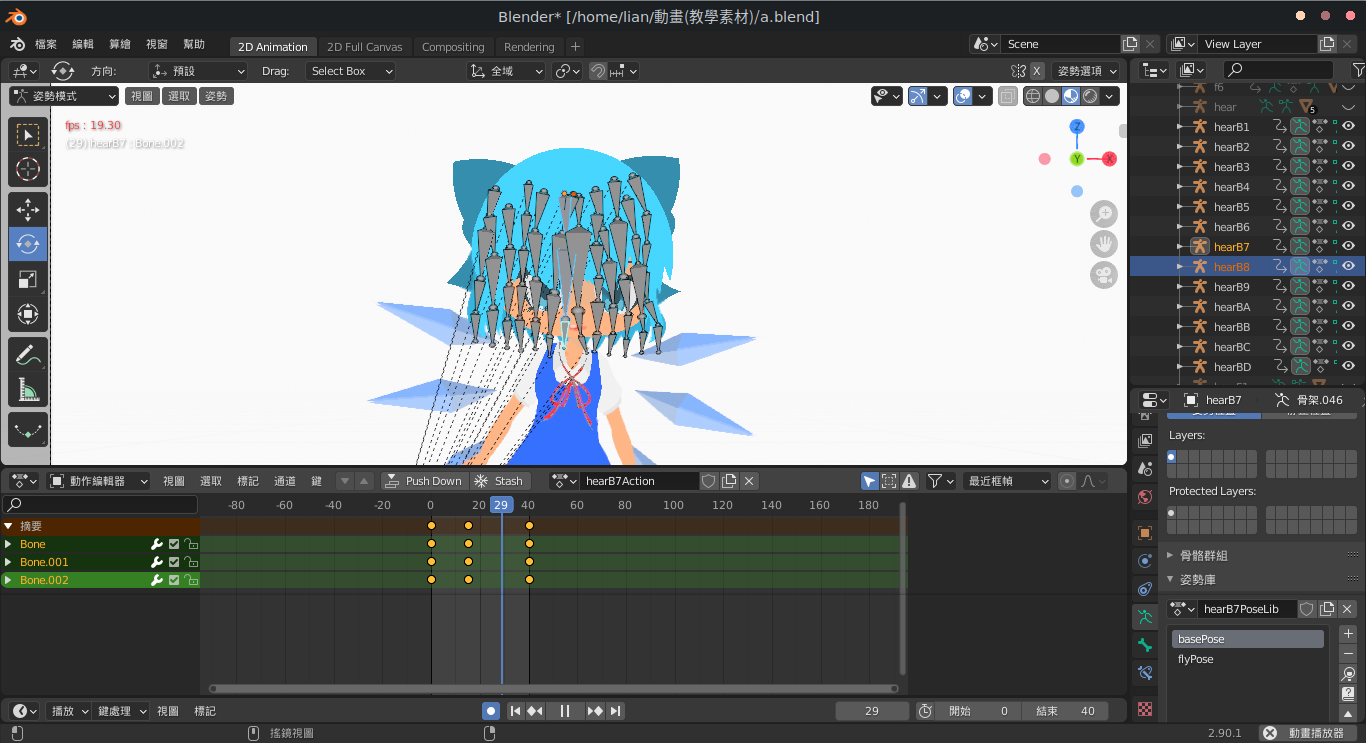 Blender* [/home/lian/動畫(教學素材)/a.blend]
檔案 編輯 算繪 視窗 幫助 2D Animation 2D Full Canvas Compositing Rendering + Scene View Layer
方向: 預設 Drag: Select Box 全域 X 姿勢選項
姿勢模式 視圖 選取 姿勢
fps : 19.30
(29) hearB7 : Bone.002
Z
Y X
f6
hear 5
hearB1
hearB2
hearB3
hearB4
hearB5
hearB6
hearB7
hearB8
hearB9
hearBA
hearBB
hearBC
hearBD
hearB7 骨架.046
Layers:
Protected Layers:
骨骼群組
姿勢庫
hearB7PoseLib
basePose
flyPose
動作編輯器 視圖 選取 標記 通道 鍵 Push Down Stash hearB7Action 最近框幀
-80 -60 -40 -20 0 20 29 40 60 80 100 120 140 160 180
摘要
Bone
Bone.001
Bone.002
播放 鍵處理 視圖 標記 29 開始 0 結束 40
搖鏡視圖 2.90.1 動畫播放器